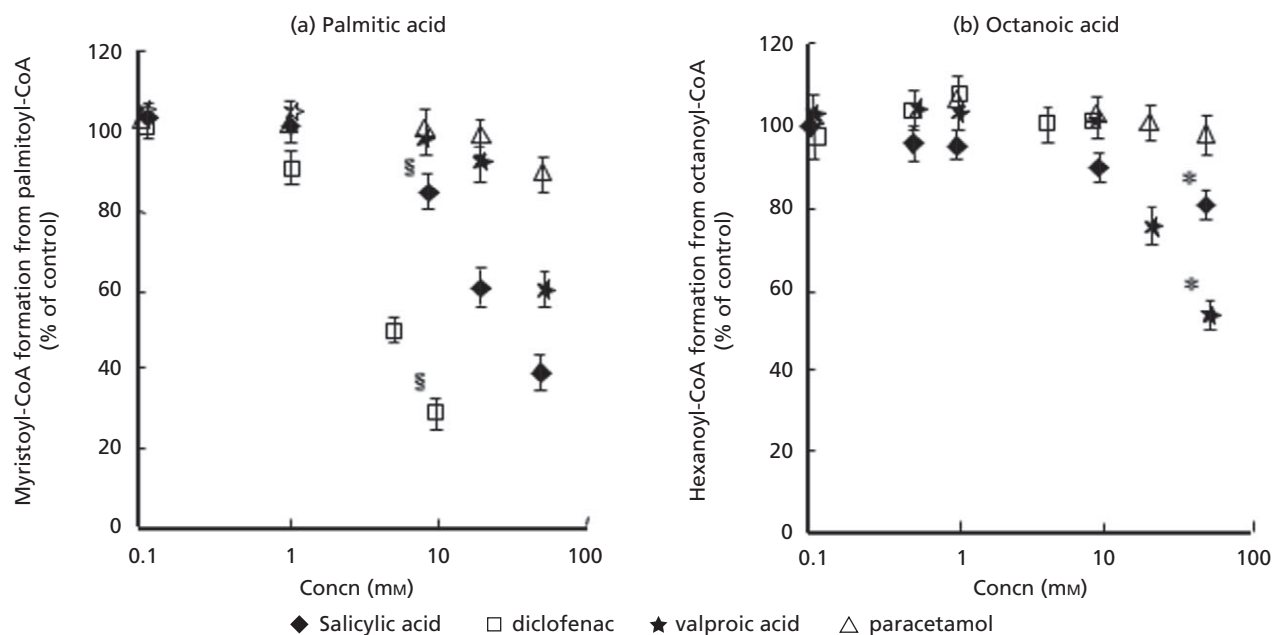 (a) Palmitic acid
Myristoyl-CoA formation from palmitoyl-CoA
(% of control)
120
100
80
60
40
20
0
0.1 1 10 100
Concn (mM)
§
§
(b) Octanoic acid
Hexanoyl-CoA formation from octanoyl-CoA
(% of control)
120
100
80
60
40
20
0
0.1 1 10 100
Concn (mM)
*
*
Salicylic acid diclofenac valproic acid paracetamol